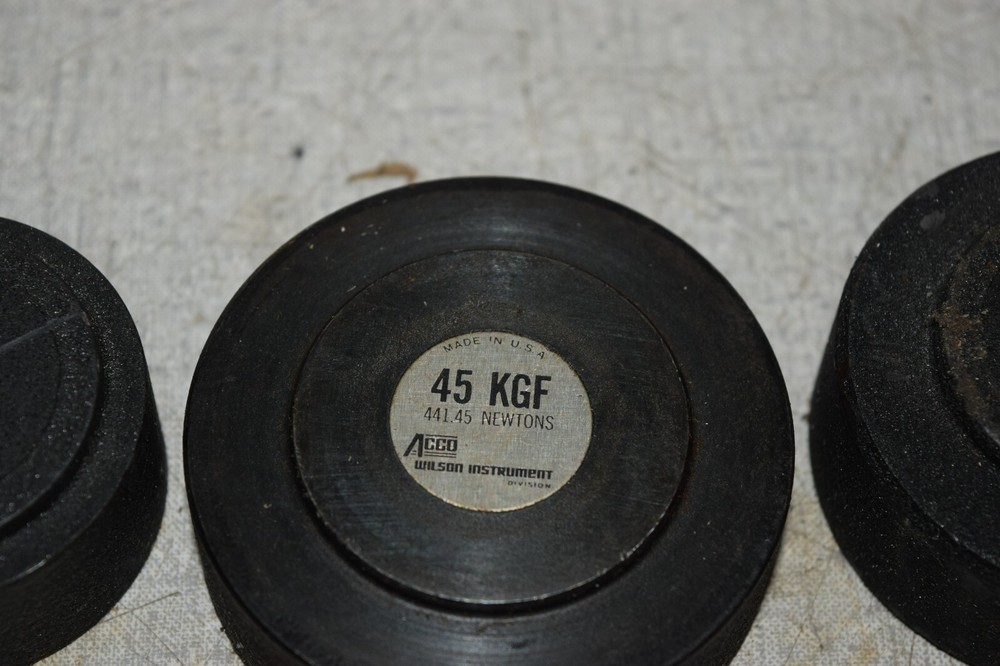 MADE IN U.S.A
45 KGF
441.45 NEWTONS
ACCO
WILSON INSTRUMENT
DIVISION